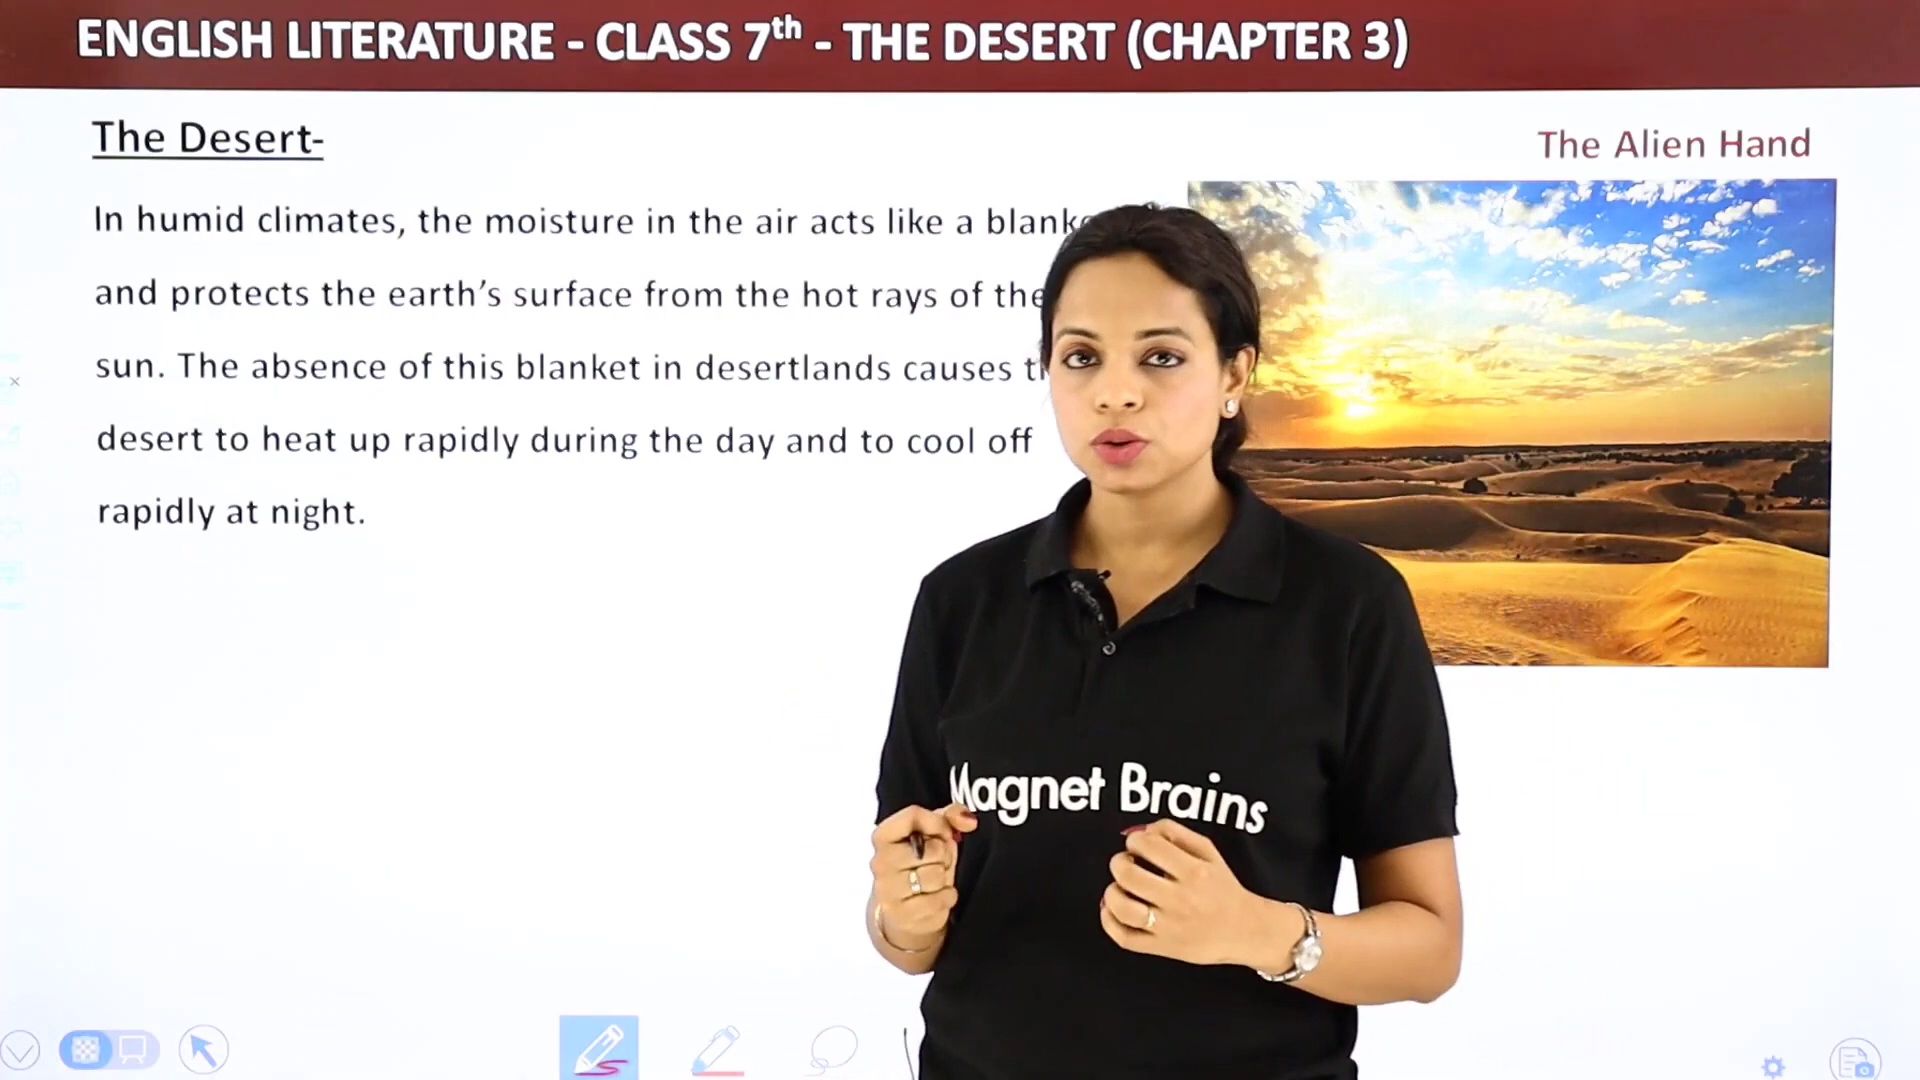 ENGLISH LITERATURE - CLASS 7th - THE DESERT (CHAPTER 3)
The Desert-
The Alien Hand
In humid climates, the moisture in the air acts like a
and protects the earth's surface from the hot rays of the
sun. The absence of this blanket in desertlands causes
desert to heat up rapidly during the day and to cool off
rapidly at night.
Magnet Brains